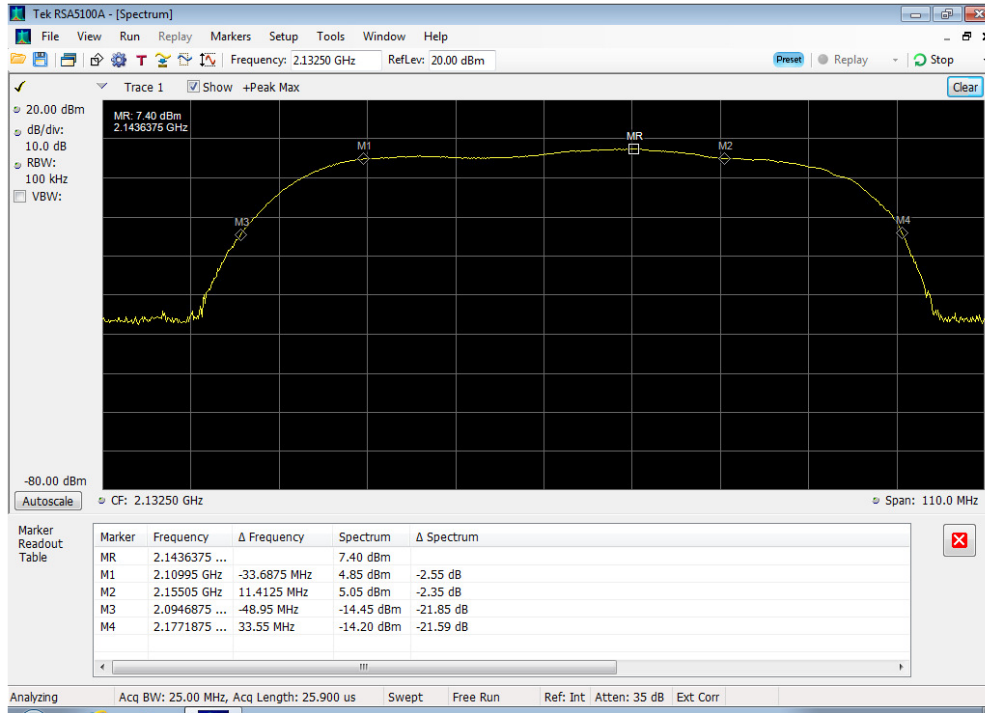 Tek RSA5100A - [Spectrum]
File View Run Replay Markers Setup Tools Window Help
Frequency: 2.13250 GHz RefLev: 20.00 dBm Preset Replay Stop
Trace 1 Show +Peak Max Clear
20.00 dBm
dB/div:
10.0 dB
RBW:
100 kHz
VBW:
MR: 7.40 dBm
2.1436375 GHz
M1
MR
M2
M3
M4
-80.00 dBm
Autoscale CF: 2.13250 GHz Span: 110.0 MHz
Marker
Readout
Table
Marker Frequency Δ Frequency Spectrum Δ Spectrum
MR 2.1436375 ... 7.40 dBm
M1 2.10995 GHz -33.6875 MHz 4.85 dBm -2.55 dB
M2 2.15505 GHz 11.4125 MHz 5.05 dBm -2.35 dB
M3 2.0946875 ... -48.95 MHz -14.45 dBm -21.85 dB
M4 2.1771875 ... 33.55 MHz -14.20 dBm -21.59 dB
Analyzing Acq BW: 25.00 MHz, Acq Length: 25.900 us Swept Free Run Ref: Int Atten: 35 dB Ext Corr